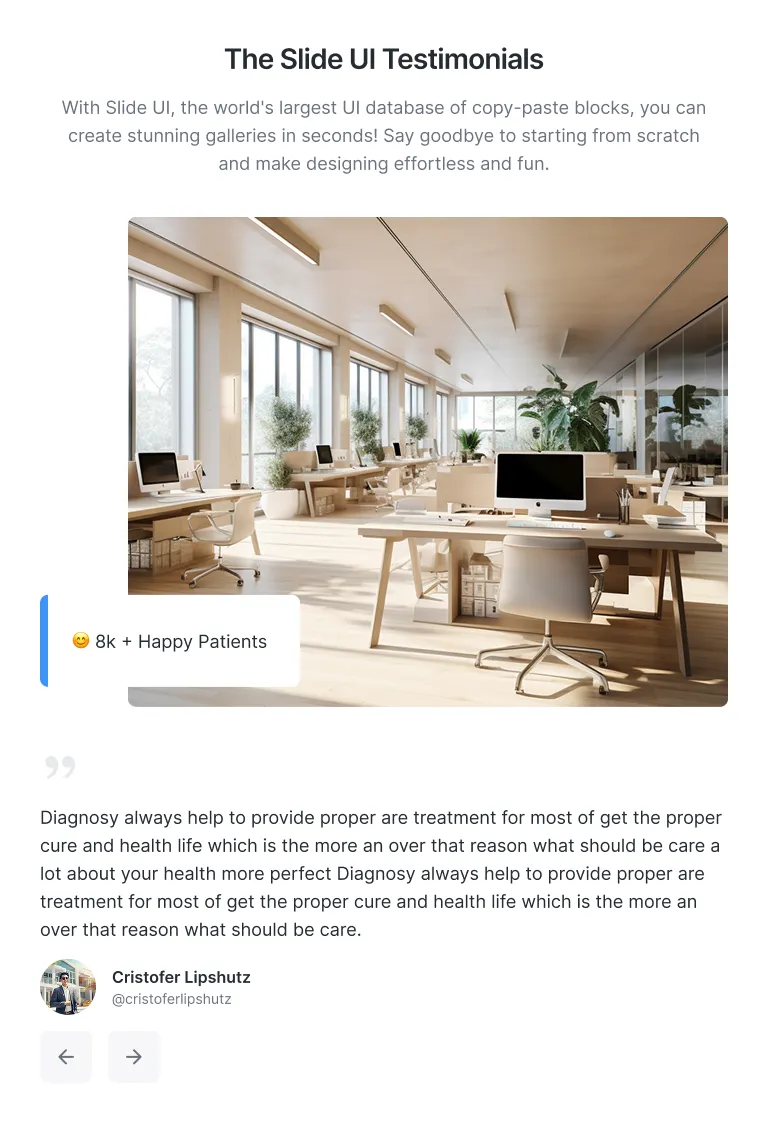 The Slide UI Testimonials
With Slide UI, the world's largest UI database of copy-paste blocks, you can
create stunning galleries in seconds! Say goodbye to starting from scratch
and make designing effortless and fun.
😊 8k + Happy Patients
”
Diagnosy always help to provide proper are treatment for most of get the proper
cure and health life which is the more an over that reason what should be care a
lot about your health more perfect Diagnosy always help to provide proper are
treatment for most of get the proper cure and health life which is the more an
over that reason what should be care.
Cristofer Lipshutz
@cristoferlipshutz